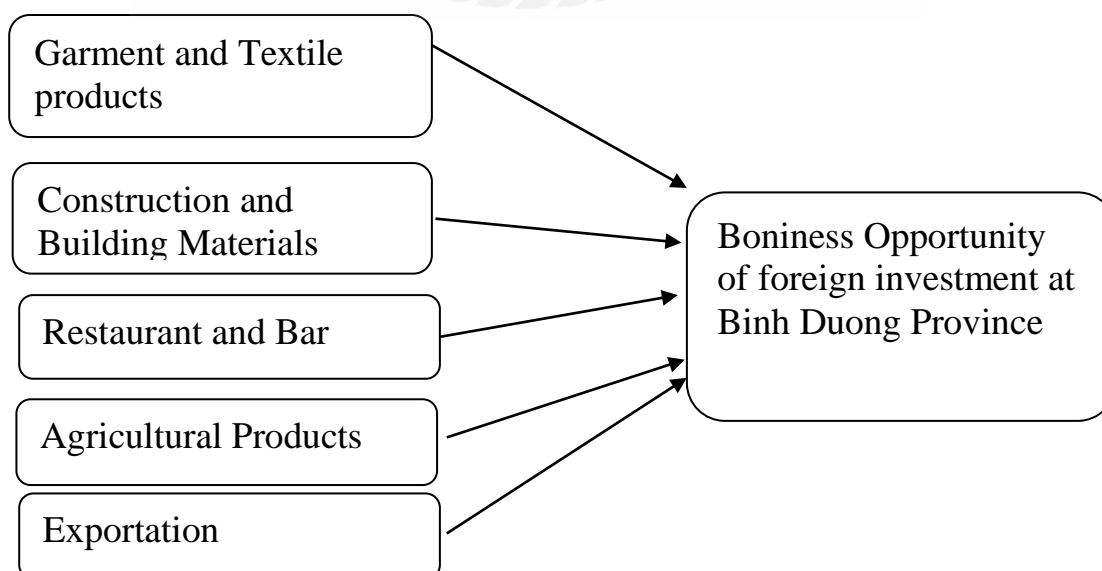 Garment and Textile
products
Construction and
Building Materials
Restaurant and Bar
Agricultural Products
Exportation
Boniness Opportunity
of foreign investment at
Binh Duong Province